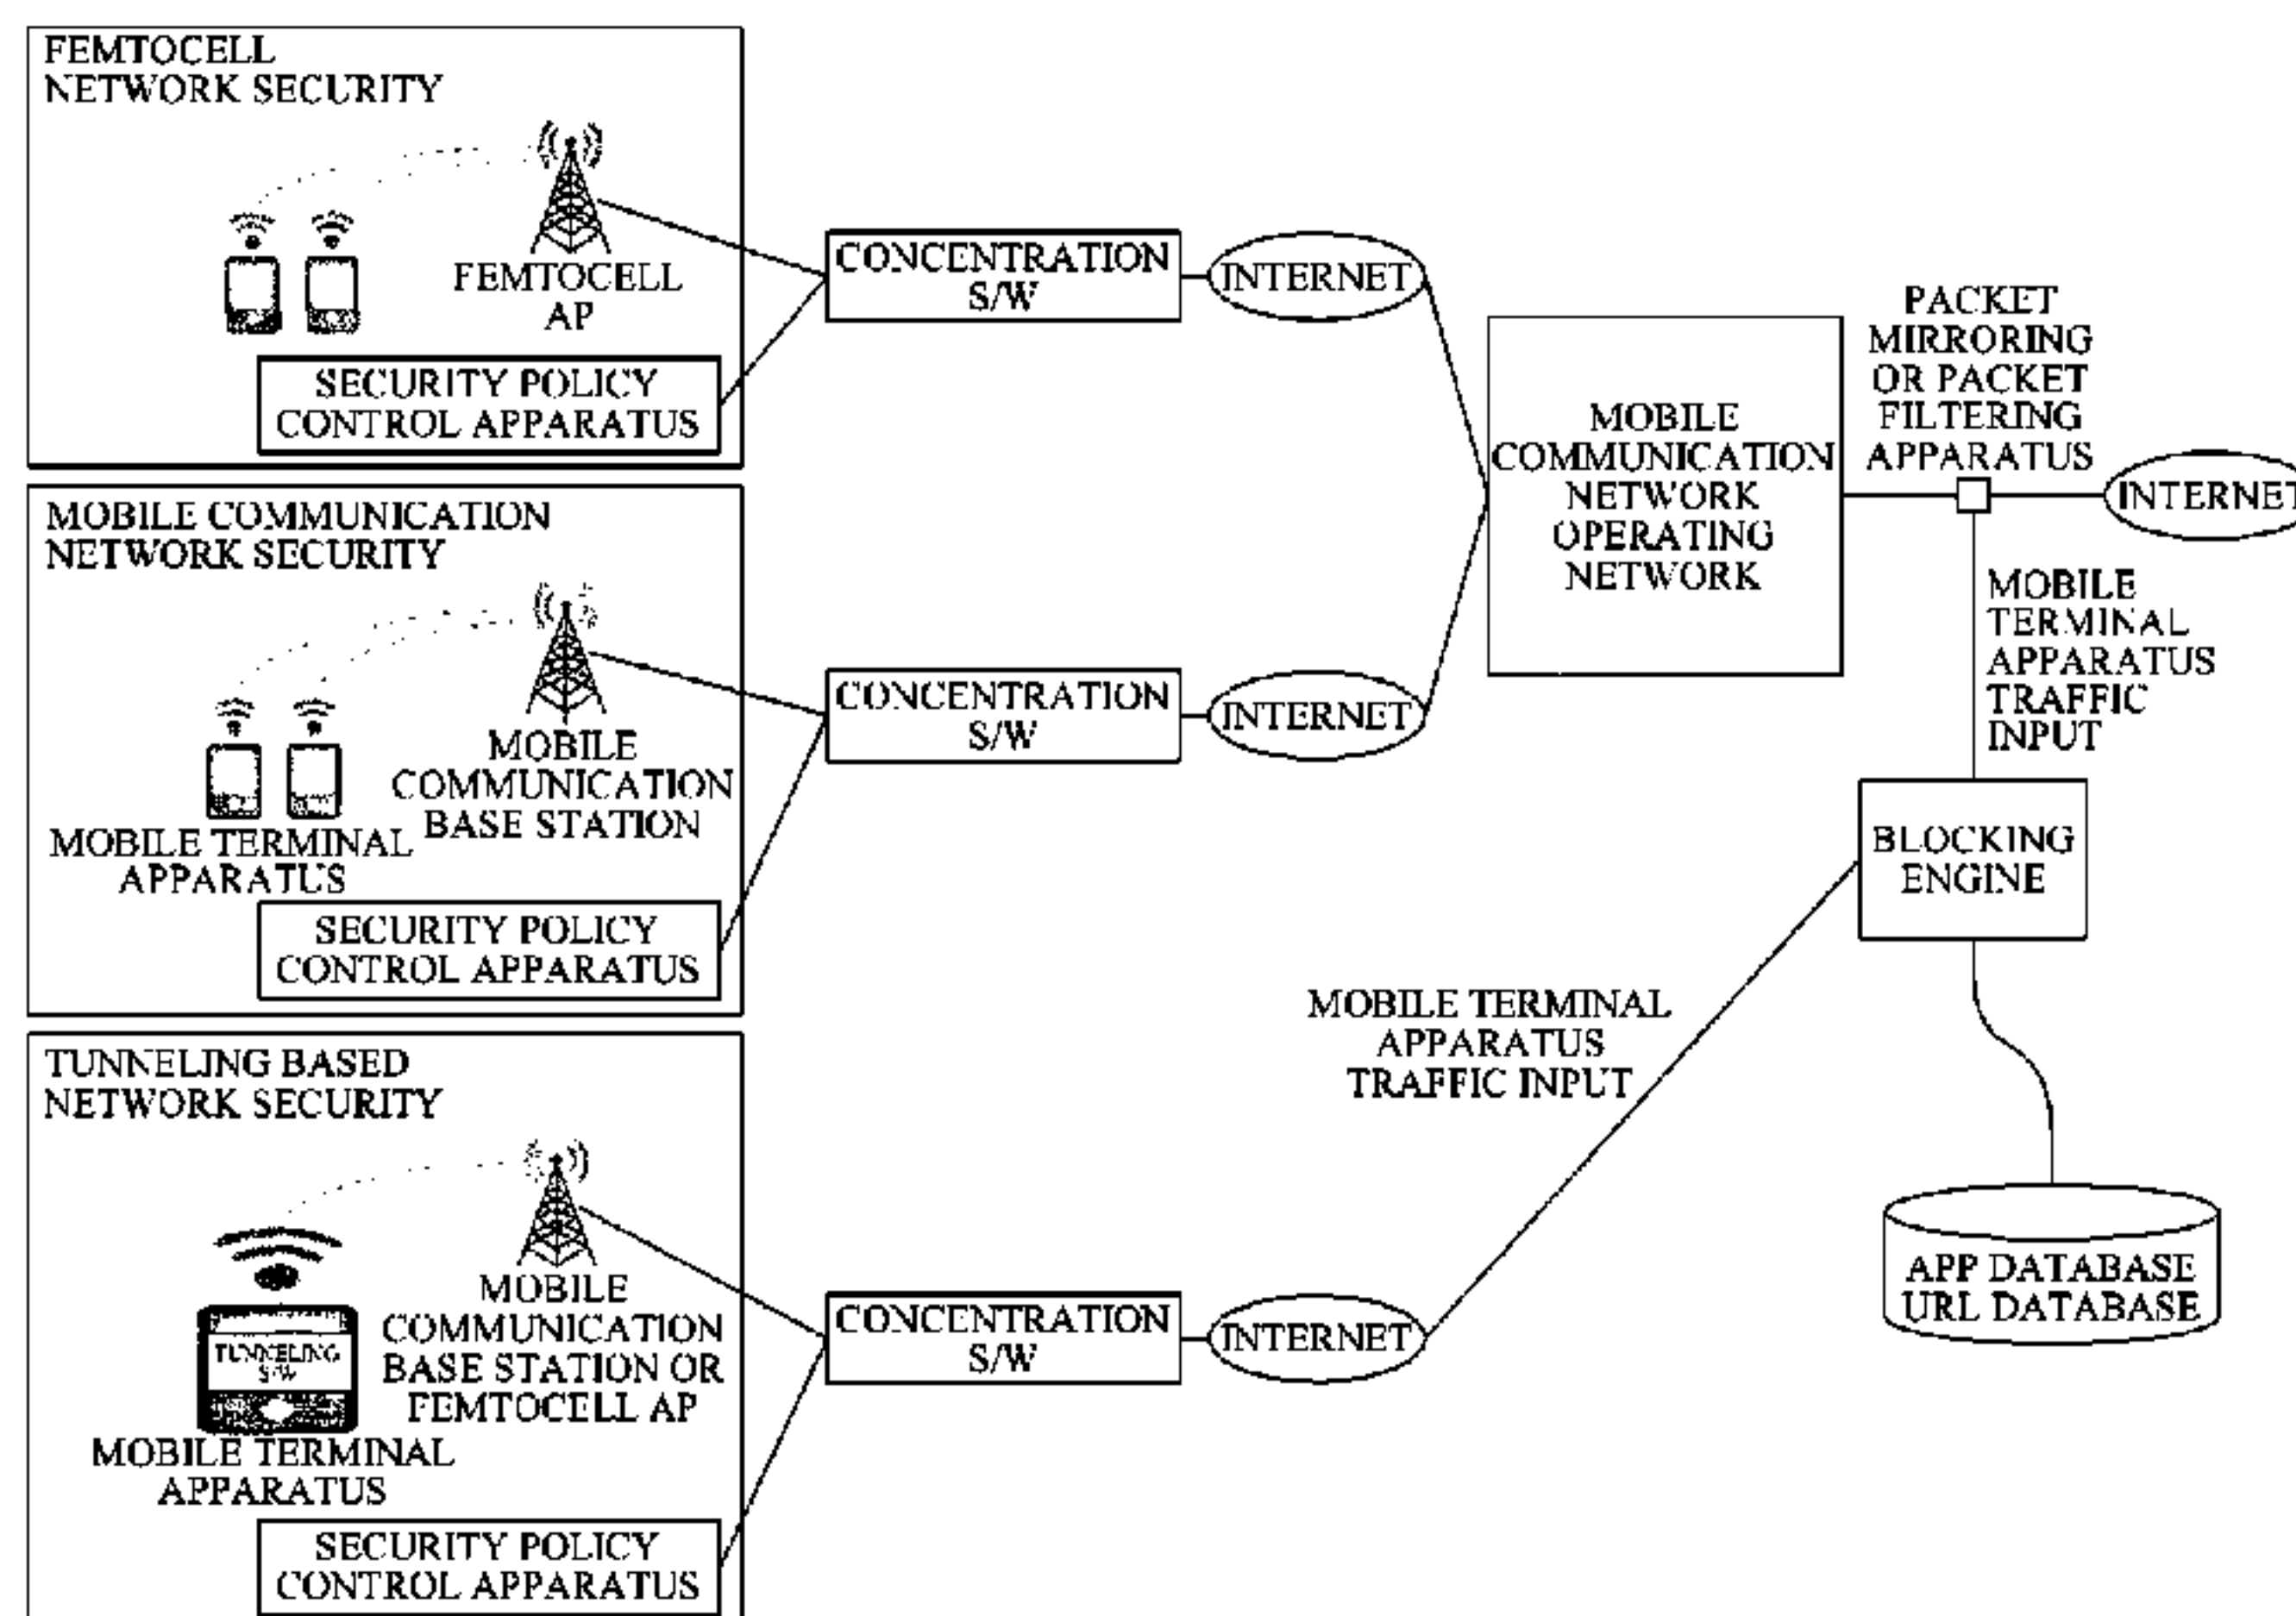 FEMTOCELL
NETWORK SECURITY
FEMTOCELL
AP
SECURITY POLICY
CONTROL APPARATUS
CONCENTRATION
S/W
INTERNET
MOBILE COMMUNICATION
NETWORK SECURITY
MOBILE
COMMUNICATION
BASE STATION
MOBILE TERMINAL
APPARATUS
SECURITY POLICY
CONTROL APPARATUS
CONCENTRATION
S/W
INTERNET
TUNNELING BASED
NETWORK SECURITY
TUNNELING
S/W
MOBILE TERMINAL
APPARATUS
MOBILE
COMMUNICATION
BASE STATION OR
FEMTOCELL AP
SECURITY POLICY
CONTROL APPARATUS
CONCENTRATION
S/W
INTERNET
MOBILE
COMMUNICATION
NETWORK
OPERATING
NETWORK
PACKET
MIRRORING
OR PACKET
FILTERING
APPARATUS
INTERNET
MOBILE
TERMINAL
APPARATUS
TRAFFIC
INPUT
BLOCKING
ENGINE
MOBILE TERMINAL
APPARATUS
TRAFFIC INPUT
APP DATABASE
URL DATABASE